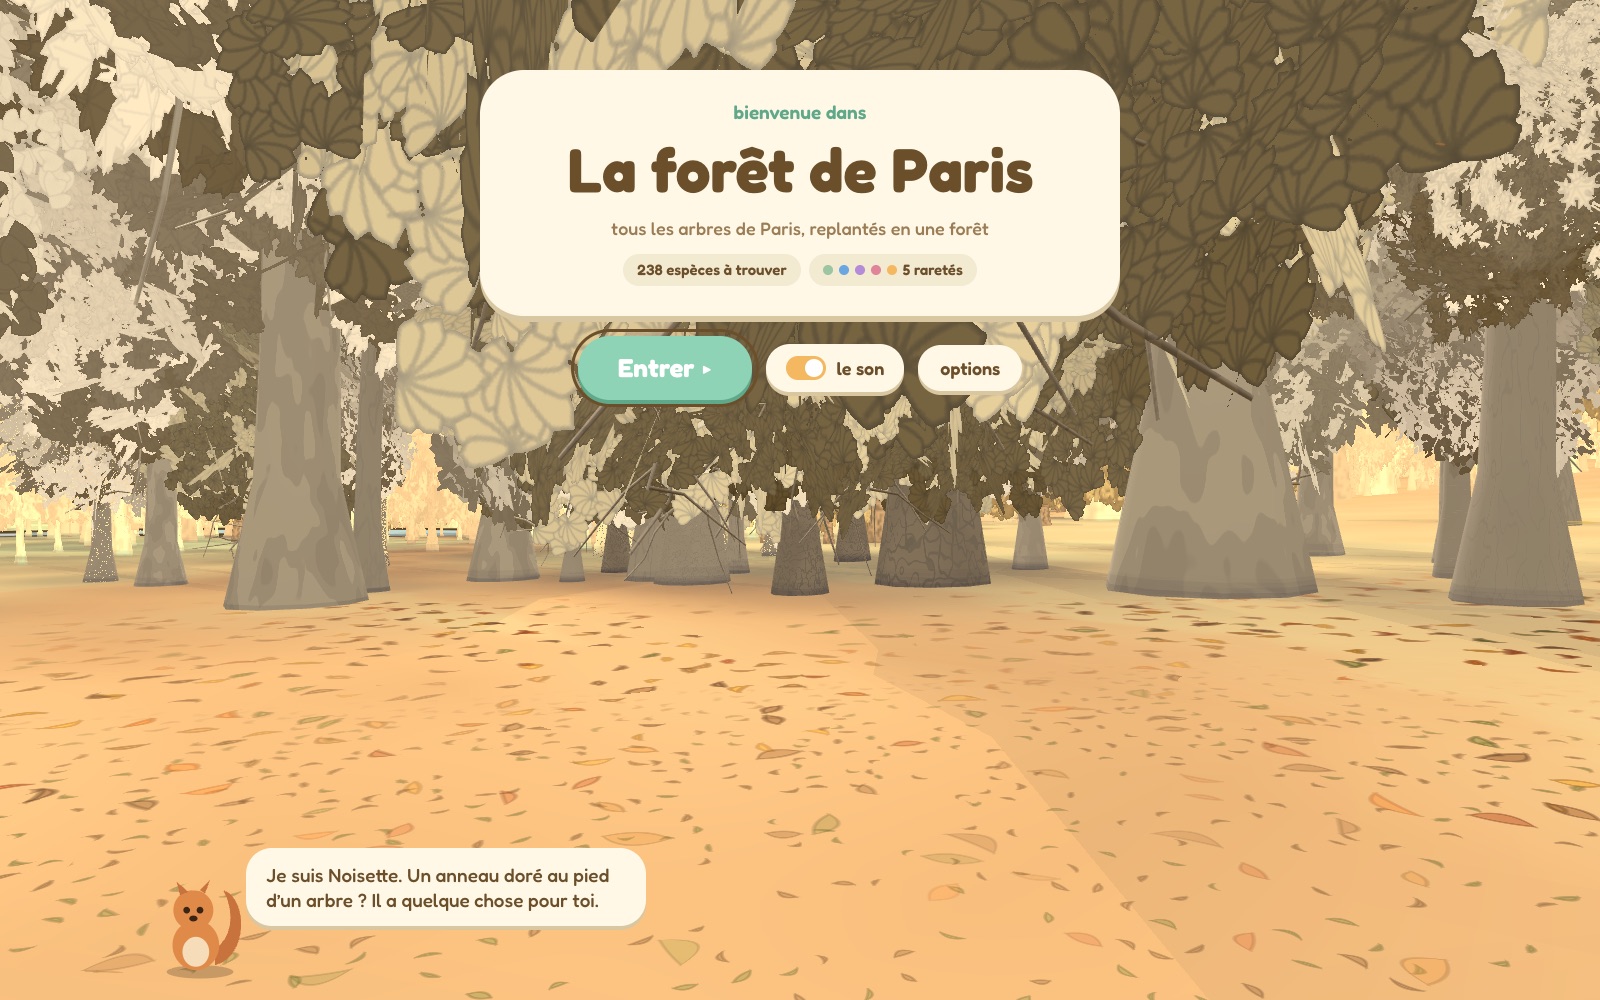 bienvenue dans
La forêt de Paris
tous les arbres de Paris, replantés en une forêt
238 espèces à trouver
5 raretés
Entrer ▸
le son
options
Je suis Noisette. Un anneau doré au pied
d'un arbre ? Il a quelque chose pour toi.